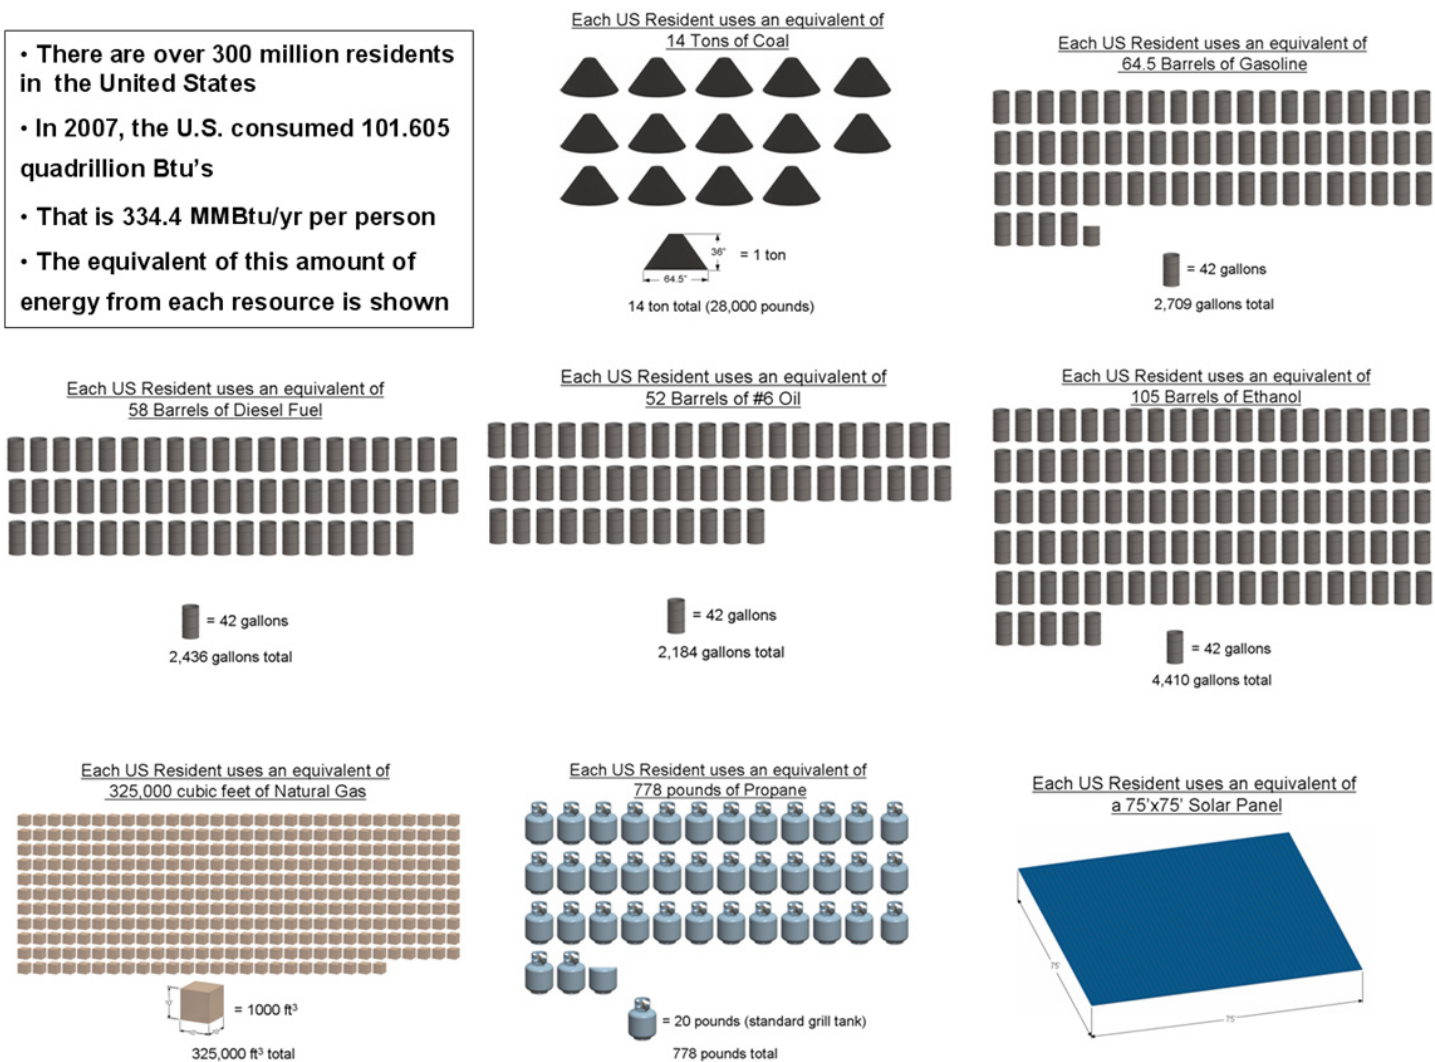 • There are over 300 million residents
in the United States
• In 2007, the U.S. consumed 101.605
quadrillion Btu's
• That is 334.4 MMBtu/yr per person
• The equivalent of this amount of
energy from each resource is shown
Each US Resident uses an equivalent of
14 Tons of Coal
36"
64.5"
= 1 ton
14 ton total (28,000 pounds)
Each US Resident uses an equivalent of
64.5 Barrels of Gasoline
= 42 gallons
2,709 gallons total
Each US Resident uses an equivalent of
58 Barrels of Diesel Fuel
= 42 gallons
2,436 gallons total
Each US Resident uses an equivalent of
52 Barrels of #6 Oil
= 42 gallons
2,184 gallons total
Each US Resident uses an equivalent of
105 Barrels of Ethanol
= 42 gallons
4,410 gallons total
Each US Resident uses an equivalent of
325,000 cubic feet of Natural Gas
= 1000 ft³
325,000 ft³ total
Each US Resident uses an equivalent of
778 pounds of Propane
= 20 pounds (standard grill tank)
778 pounds total
Each US Resident uses an equivalent of
a 75'x75' Solar Panel
75'
75'